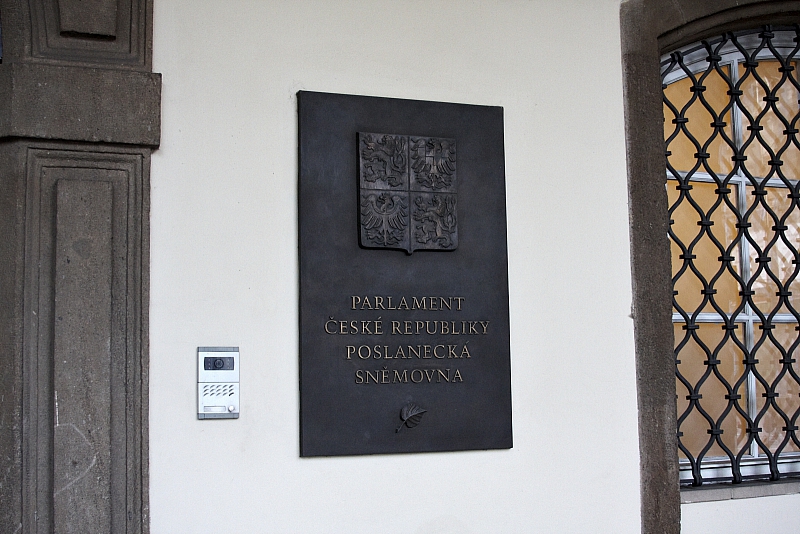 PARLAMENT
ČESKÉ REPUBLIKY
POSLANECKÁ
SNĚMOVNA